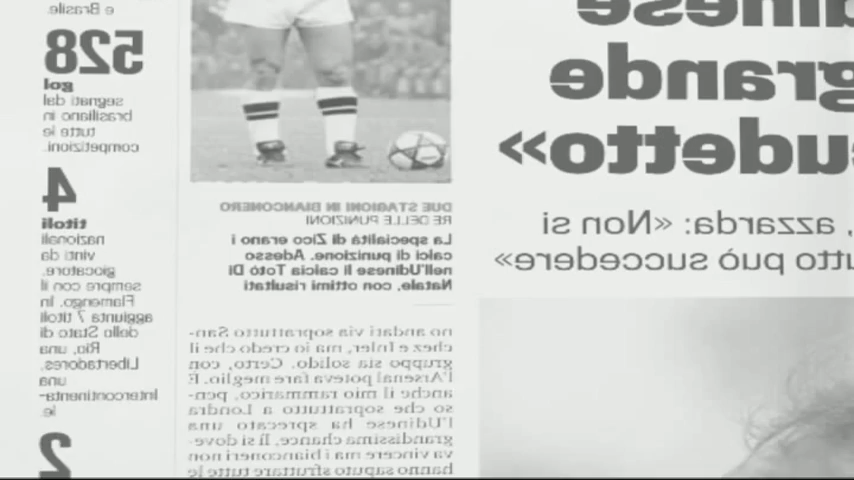 dinese
grande
udetto»
, azzarda: «Non si
utto può succedere»
DUE STAGIONI IN BIANCONERO
RE DELLE PUNIZIONI
La specialità di Zico erano i
calci di punizione. Adesso
nell'Udinese li calcia Totò Di
Natale, con ottimi risultati
no andati via soprattutto San-
chez e Inler, ma io credo che il
gruppo sia solido. Certo, con
l'Arsenal poteva fare meglio. È
anche il mio rammarico, pen-
so che soprattutto a Londra
l'Udinese ha sprecato una
grandissima chance, lì si dove-
va vincere ma i bianconeri non
hanno saputo sfruttare tutte le
e Brasile.
528
gol
segnati dal
brasiliano in
tutte le
competizioni.
4
titoli
nazionali
vinti da
giocatore,
sempre con il
Flamengo. In
aggiunta 7 titoli
dello Stato di
Rio, una
Libertadores,
una
Intercontinenta-
le.
2